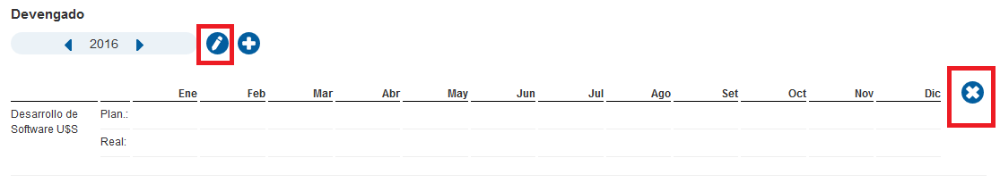 Devengado
2016
Ene Feb Mar Abr May Jun Jul Ago Set Oct Nov Dic
Desarrollo de Plan.:
Software U$S
Real: